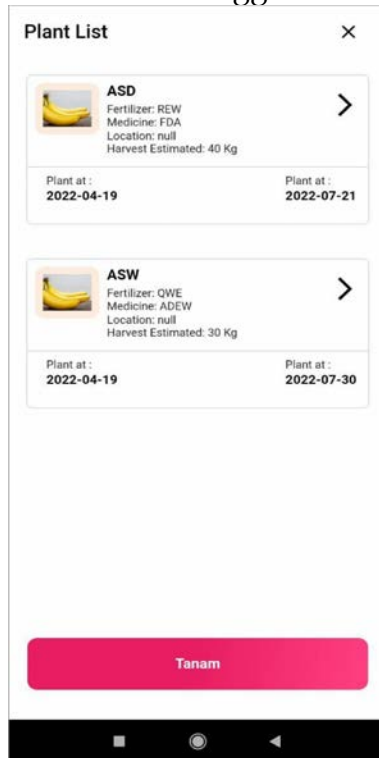 Plant List
ASD
Fertilizer: REW
Medicine: FDA
Location: null
Harvest Estimated: 40 Kg
Plant at : Plant at :
2022-04-19 2022-07-21
ASW
Fertilizer: QWE
Medicine: ADEW
Location: null
Harvest Estimated: 30 Kg
Plant at : Plant at :
2022-04-19 2022-07-30
Tanam